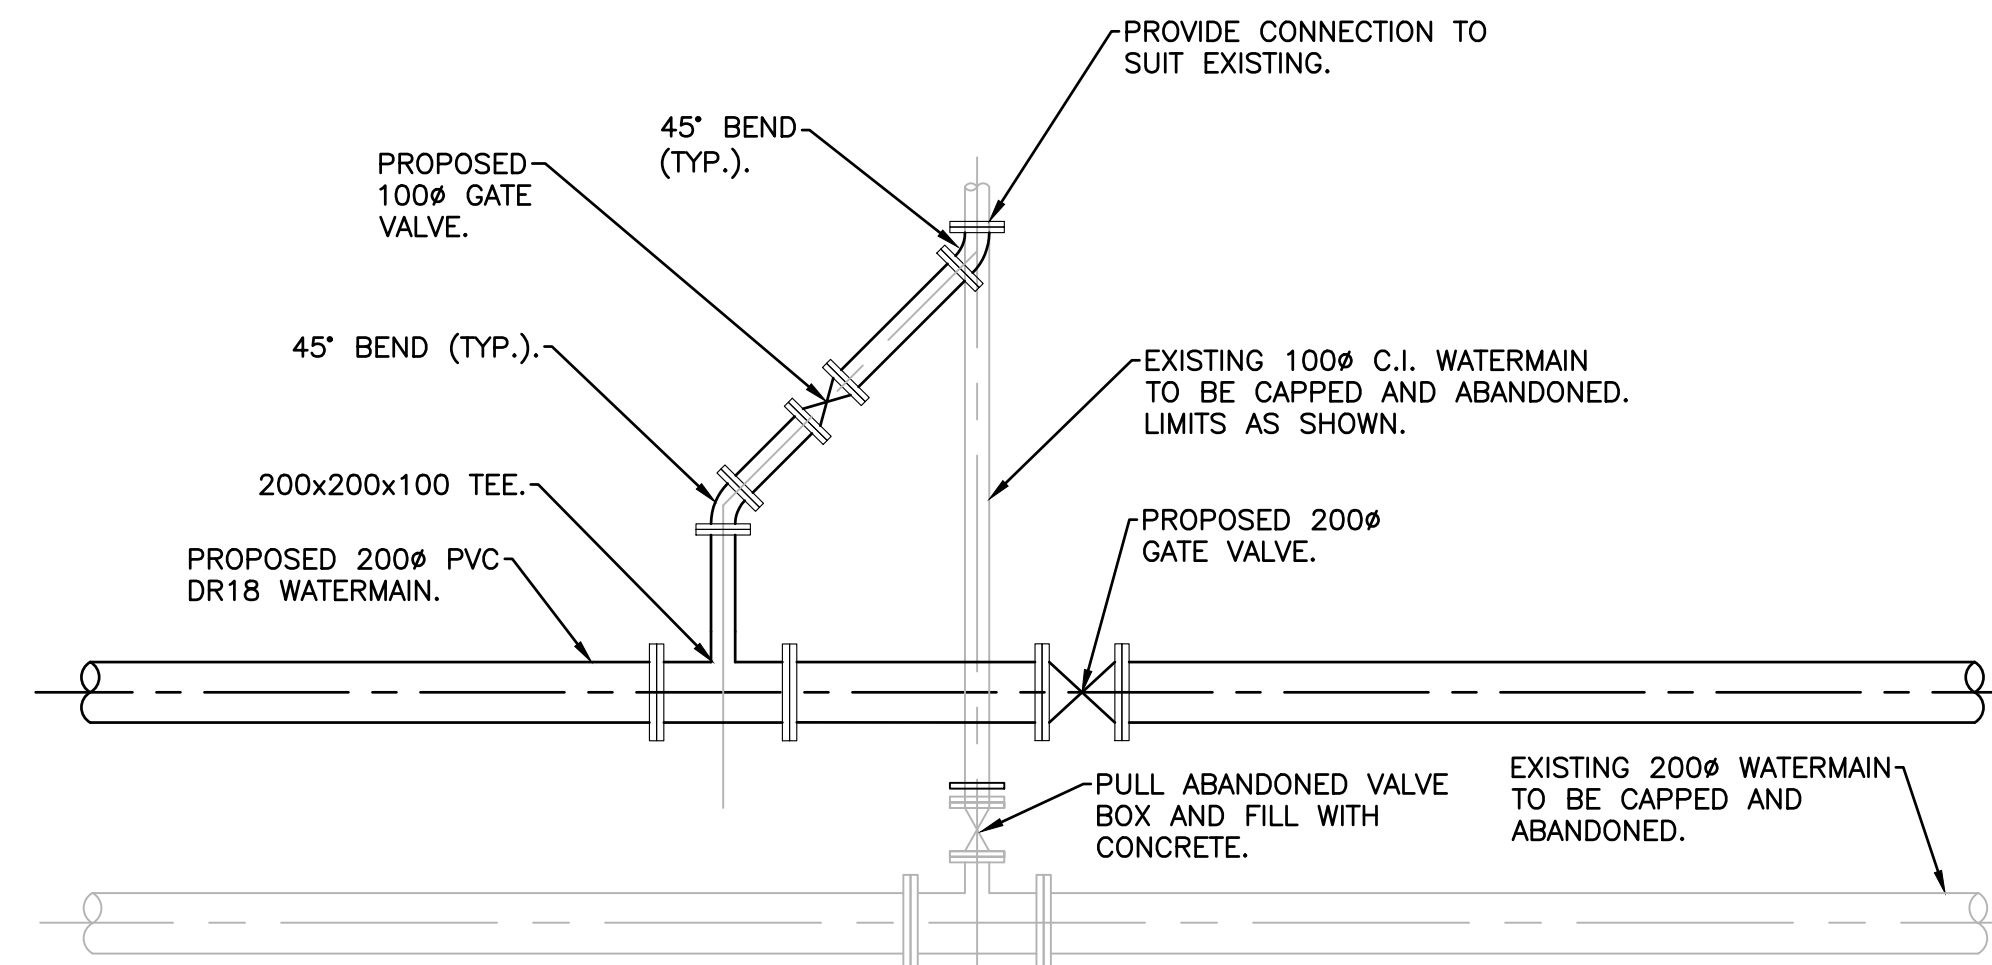 PROVIDE CONNECTION TO
SUIT EXISTING.
45° BEND
(TYP.).
PROPOSED
100ø GATE
VALVE.
45° BEND (TYP.).
EXISTING 100ø C.I. WATERMAIN
TO BE CAPPED AND ABANDONED.
LIMITS AS SHOWN.
200x200x100 TEE.
PROPOSED 200ø
GATE VALVE.
PROPOSED 200ø PVC
DR18 WATERMAIN.
EXISTING 200ø WATERMAIN
TO BE CAPPED AND
ABANDONED.
PULL ABANDONED VALVE
BOX AND FILL WITH
CONCRETE.